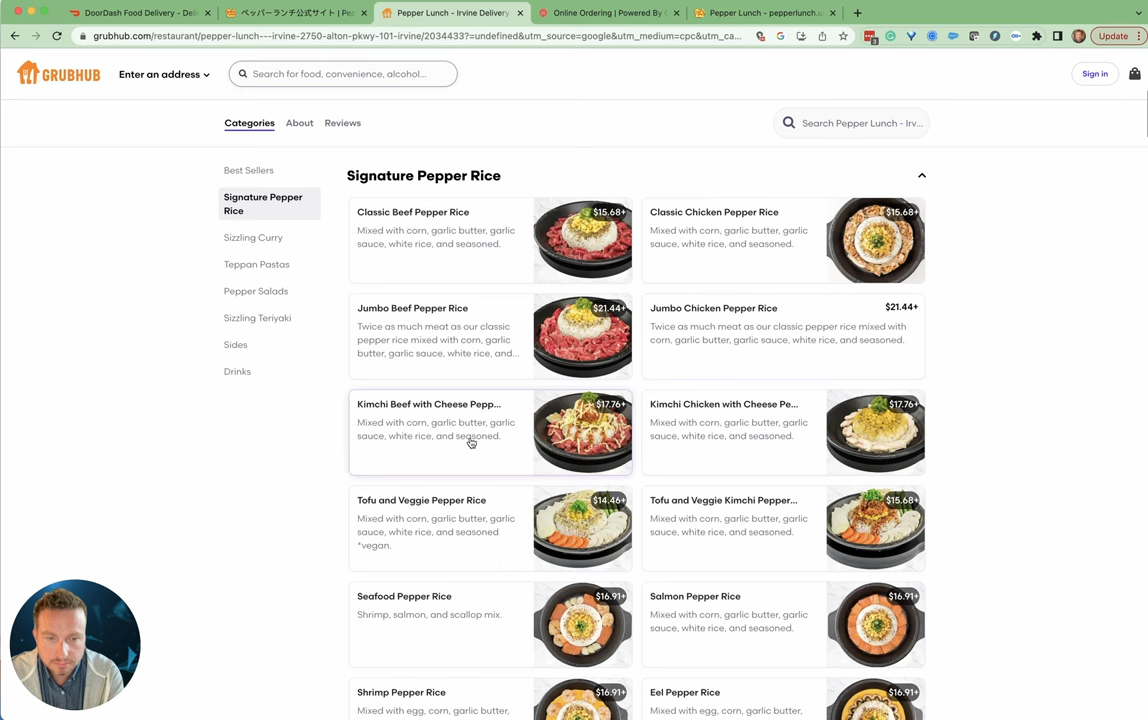 DoorDash Food Delivery - Deli
ペッパーランチ公式サイト | Pe
Pepper Lunch - Irvine Delivery
Online Ordering | Powered By
Pepper Lunch - pepperlunch.u
grubhub.com/restaurant/pepper-lunch---irvine-2750-alton-pkwy-101-irvine/2034433?=undefined&utm_source=google&utm_medium=cpc&utm_ca...
Update
GRUBHUB
Enter an address
Search for food, convenience, alcohol...
Sign in
Categories
About
Reviews
Search Pepper Lunch - Irv...
Best Sellers
Signature Pepper
Rice
Sizzling Curry
Teppan Pastas
Pepper Salads
Sizzling Teriyaki
Sides
Drinks
Signature Pepper Rice
Classic Beef Pepper Rice
$15.68+
Mixed with corn, garlic butter, garlic
sauce, white rice, and seasoned.
Classic Chicken Pepper Rice
$15.68+
Mixed with corn, garlic butter, garlic
sauce, white rice, and seasoned.
Jumbo Beef Pepper Rice
$21.44+
Twice as much meat as our classic
pepper rice mixed with corn, garlic
butter, garlic sauce, white rice, and...
Jumbo Chicken Pepper Rice
$21.44+
Twice as much meat as our classic pepper rice mixed with
corn, garlic butter, garlic sauce, white rice, and seasoned.
Kimchi Beef with Cheese Pepp...
$17.76+
Mixed with corn, garlic butter, garlic
sauce, white rice, and seasoned.
Kimchi Chicken with Cheese Pe...
$17.76+
Mixed with corn, garlic butter, garlic
sauce, white rice, and seasoned.
Tofu and Veggie Pepper Rice
$14.46+
Mixed with corn, garlic butter, garlic
sauce, white rice, and seasoned
*vegan.
Tofu and Veggie Kimchi Pepper...
$15.68+
Mixed with corn, garlic butter, garlic
sauce, white rice, and seasoned.
Seafood Pepper Rice
$16.91+
Shrimp, salmon, and scallop mix.
Salmon Pepper Rice
$16.91+
Mixed with corn, garlic butter, garlic
sauce, white rice, and seasoned.
Shrimp Pepper Rice
$16.91+
Mixed with egg, corn, garlic butter,
Eel Pepper Rice
$16.91+
Mixed with egg, corn, garlic butter,